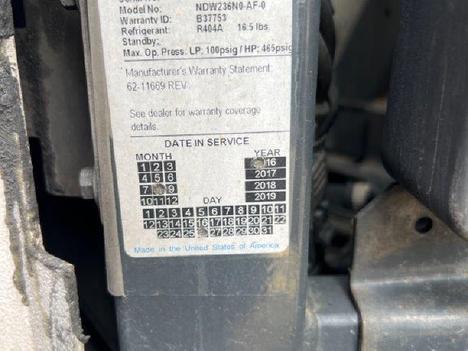 Model No: NDW236N0-AF-0
Warranty ID: B37753
Refrigerant: R404A 16.5 lbs
Standby:
Max. Op. Press: LP: 100psig / HP: 465psig
Manufacturer's Warranty Statement:
62-11669 REV
See dealer for warranty coverage
details.
DATE IN SERVICE
MONTH
1 2 3
4 5 6
7 9
10 11 12
YEAR
2016
2017
2018
2019
DAY
1 2 3 4 5 6 7 8 9 10 11
12 13 14 15 16 17 18 19 20 21 22
23 24 25 27 28 29 30 31
Made in the United States of America